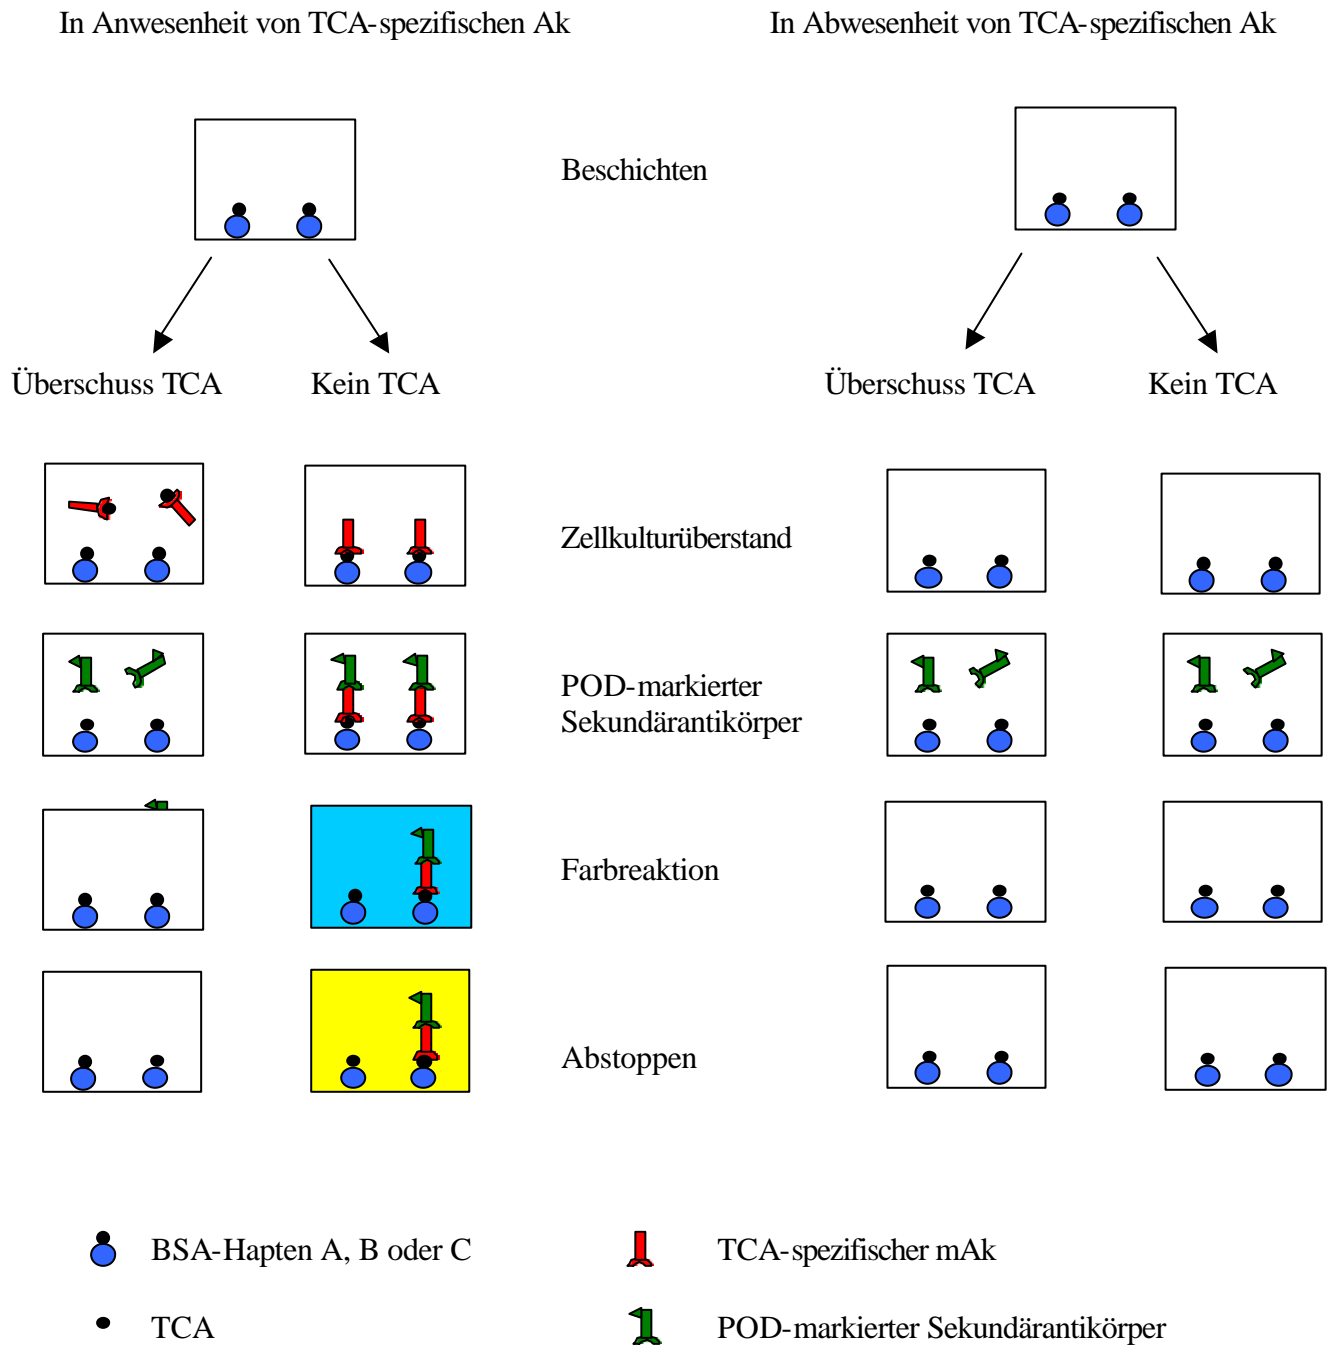 In Anwesenheit von TCA-spezifischen Ak
In Abwesenheit von TCA-spezifischen Ak
Beschichten
Überschuss TCA
Kein TCA
Überschuss TCA
Kein TCA
Zellkulturüberstand
POD-markierter
Sekundärantikörper
Farbreaktion
Abstoppen
BSA-Hapten A, B oder C
TCA-spezifischer mAk
TCA
POD-markierter Sekundärantikörper